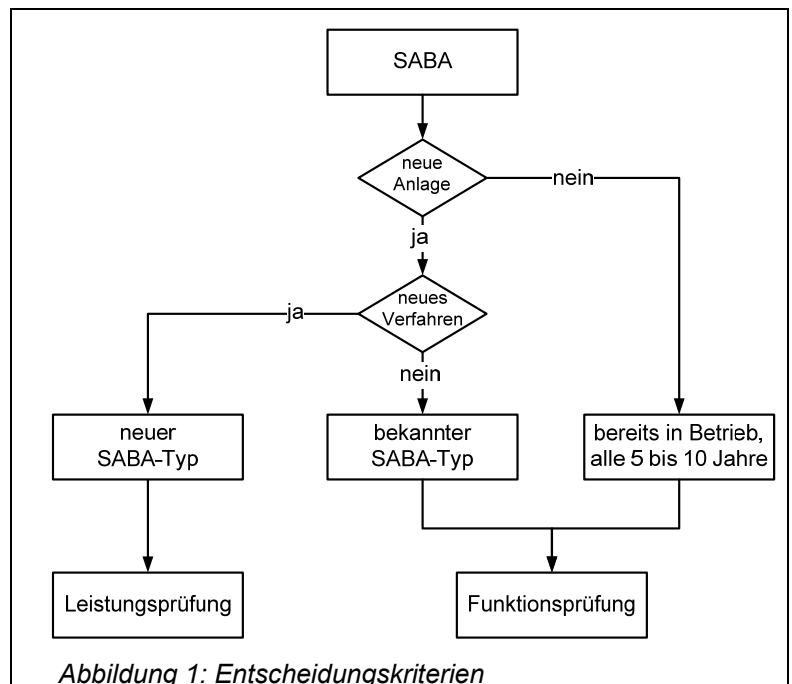 SABA
neue
Anlage
nein
ja
neues
Verfahren
ja
nein
neuer
SABA-Typ
bekannter
SABA-Typ
bereits in Betrieb,
alle 5 bis 10 Jahre
Leistungsprüfung
Funktionsprüfung
Abbildung 1: Entscheidungskriterien